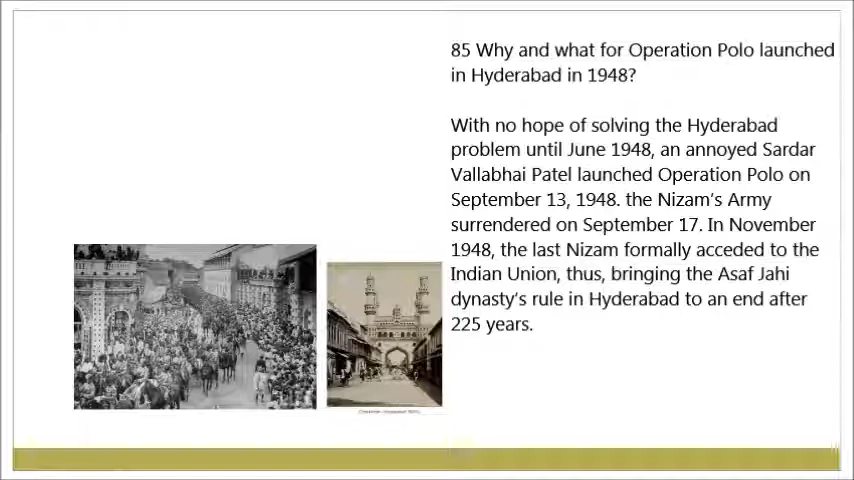 85 Why and what for Operation Polo launched
in Hyderabad in 1948?
With no hope of solving the Hyderabad
problem until June 1948, an annoyed Sardar
Vallabhai Patel launched Operation Polo on
September 13, 1948. the Nizam's Army
surrendered on September 17. In November
1948, the last Nizam formally acceded to the
Indian Union, thus, bringing the Asaf Jahi
dynasty's rule in Hyderabad to an end after
225 years.